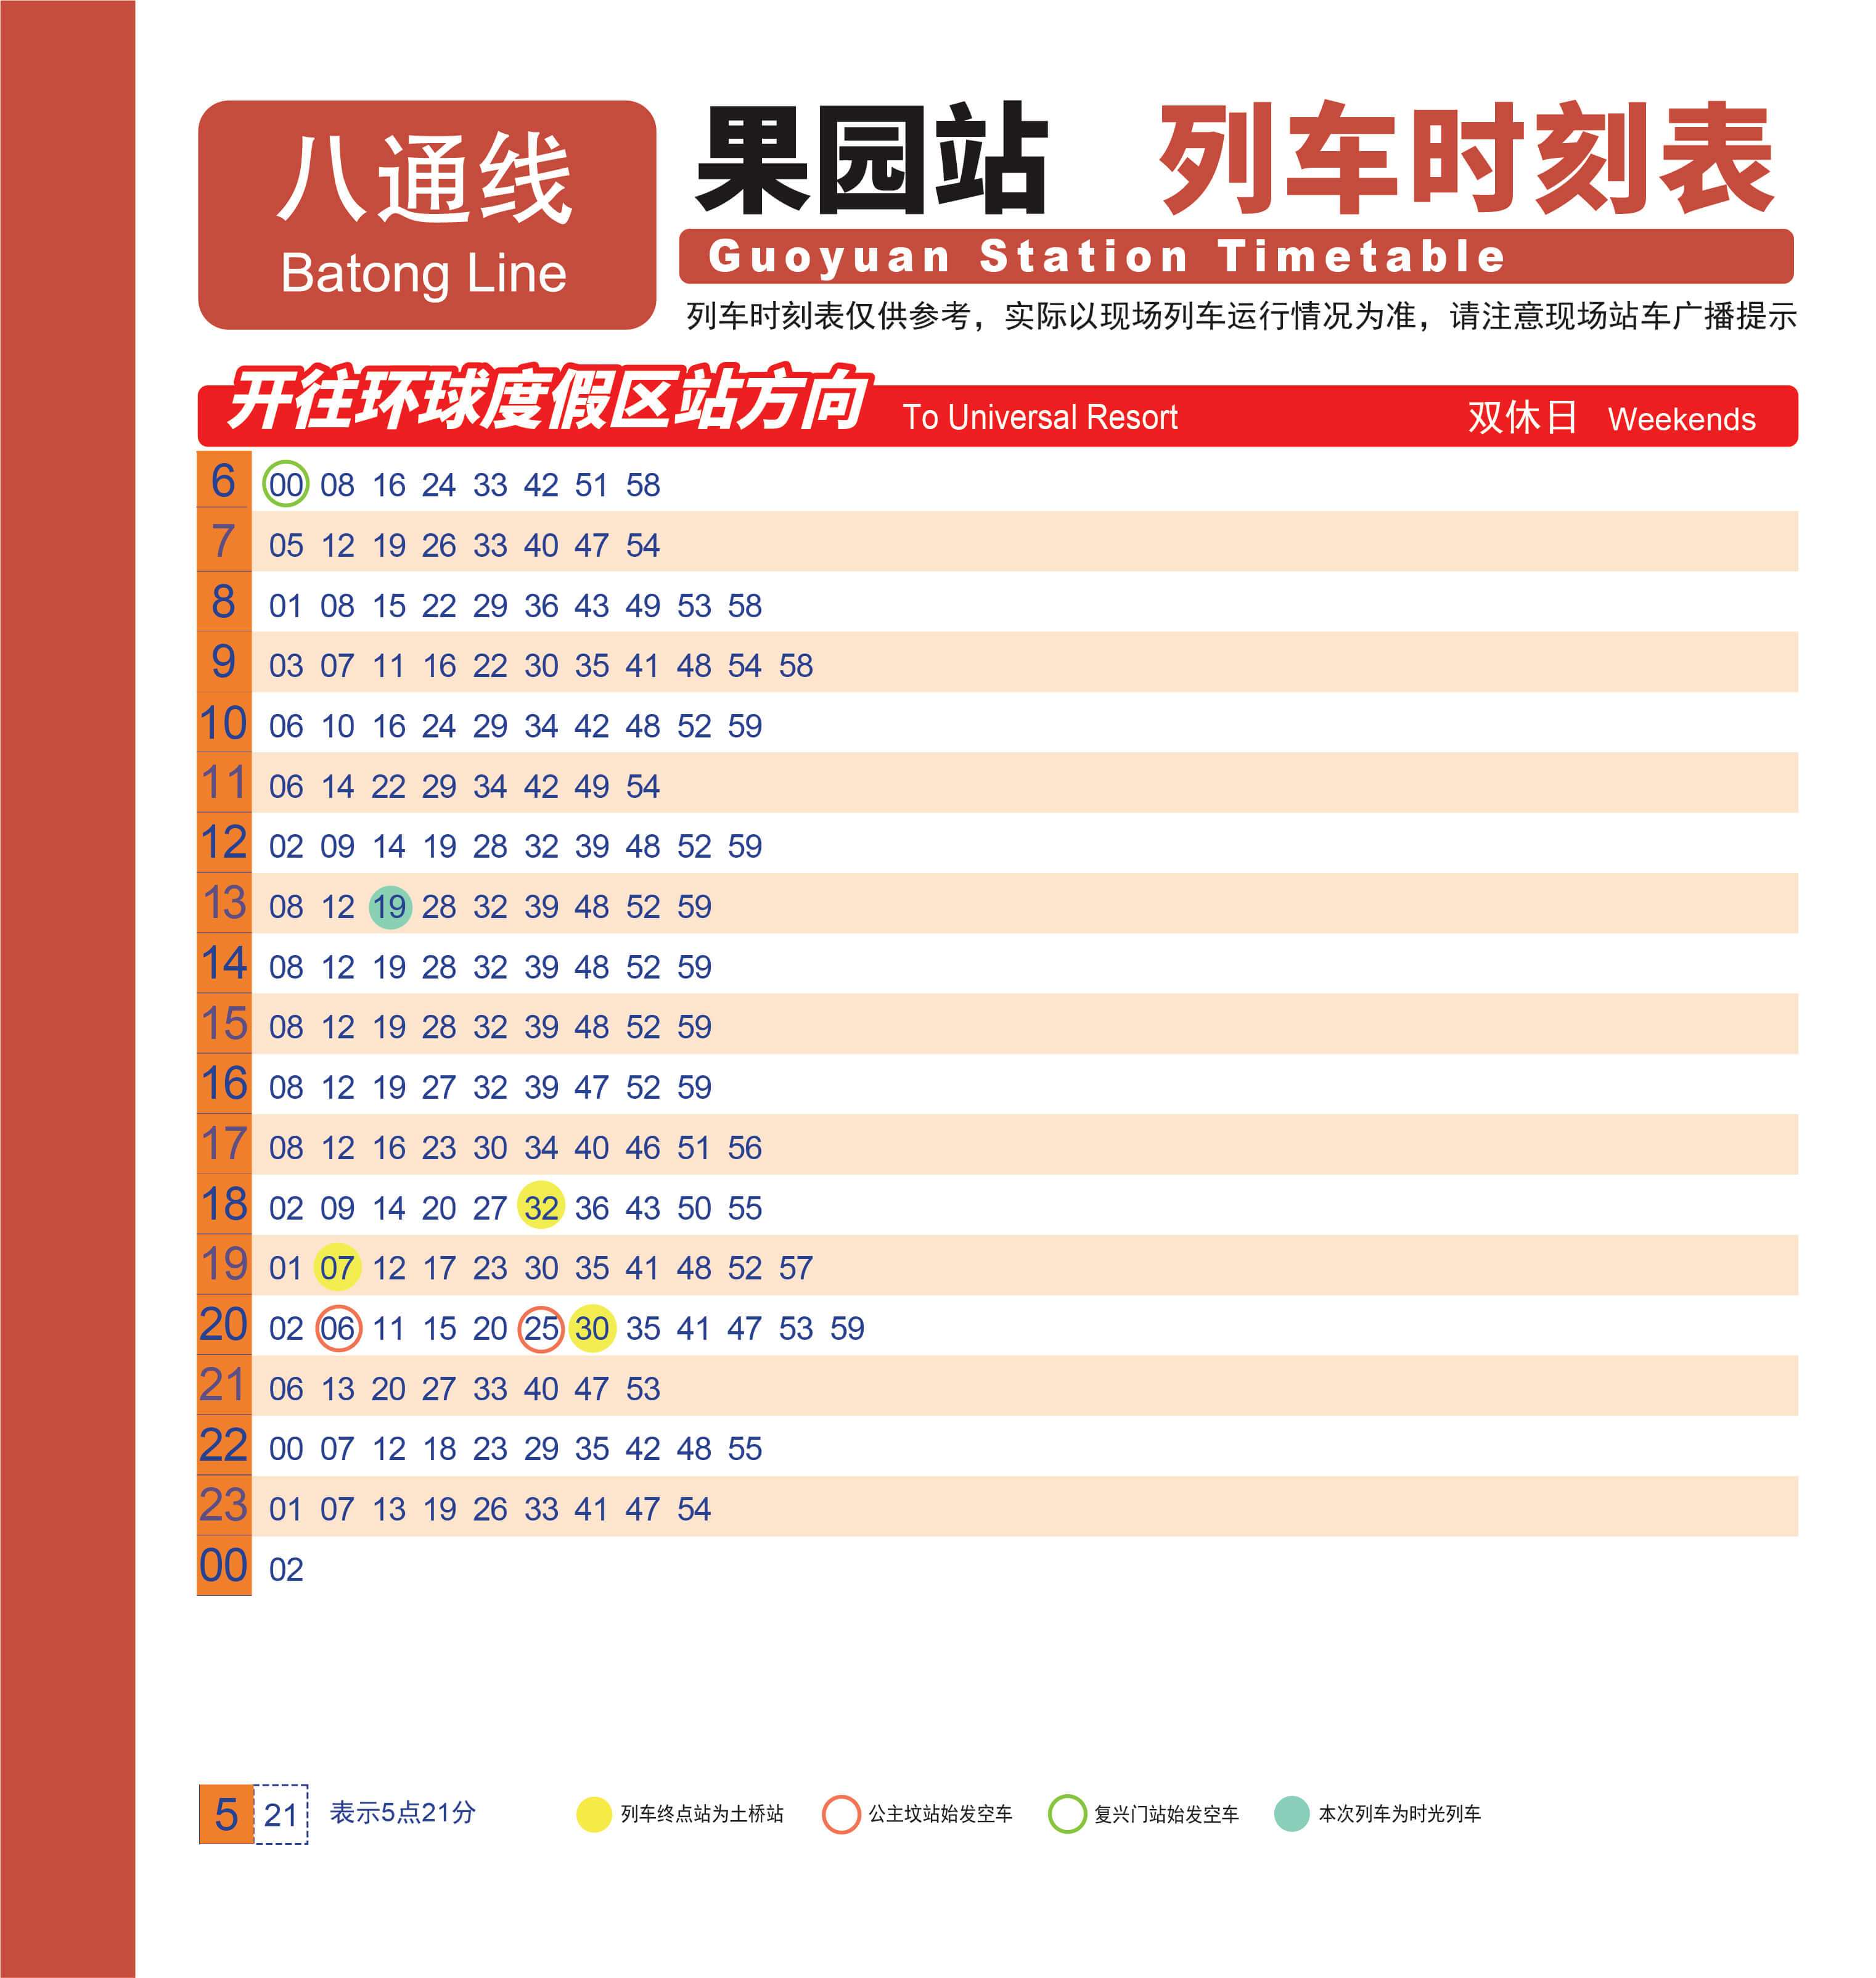 八通线
Batong Line
果园站 列车时刻表
Guoyuan Station Timetable
列车时刻表仅供参考，实际以现场列车运行情况为准，请注意现场站车广播提示
开往环球度假区站方向 To Universal Resort 双休日 Weekends
6 00 08 16 24 33 42 51 58
7 05 12 19 26 33 40 47 54
8 01 08 15 22 29 36 43 49 53 58
9 03 07 11 16 22 30 35 41 48 54 58
10 06 10 16 24 29 34 42 48 52 59
11 06 14 22 29 34 42 49 54
12 02 09 14 19 28 32 39 48 52 59
13 08 12 19 28 32 39 48 52 59
14 08 12 19 28 32 39 48 52 59
15 08 12 19 28 32 39 48 52 59
16 08 12 19 27 32 39 47 52 59
17 08 12 16 23 30 34 40 46 51 56
18 02 09 14 20 27 32 36 43 50 55
19 01 07 12 17 23 30 35 41 48 52 57
20 02 06 11 15 20 25 30 35 41 47 53 59
21 06 13 20 27 33 40 47 53
22 00 07 12 18 23 29 35 42 48 55
23 01 07 13 19 26 33 41 47 54
00 02
5 21 表示5点21分 列车终点站为土桥站 公主坟站始发空车 复兴门站始发空车 本次列车为时光列车